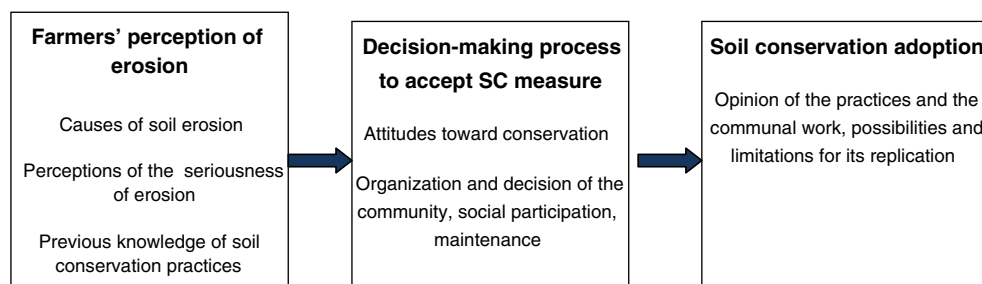 Farmers' perception of
erosion
Causes of soil erosion
Perceptions of the seriousness
of erosion
Previous knowledge of soil
conservation practices
Decision-making process
to accept SC measure
Attitudes toward conservation
Organization and decision of the
community, social participation,
maintenance
Soil conservation adoption
Opinion of the practices and the
communal work, possibilities and
limitations for its replication